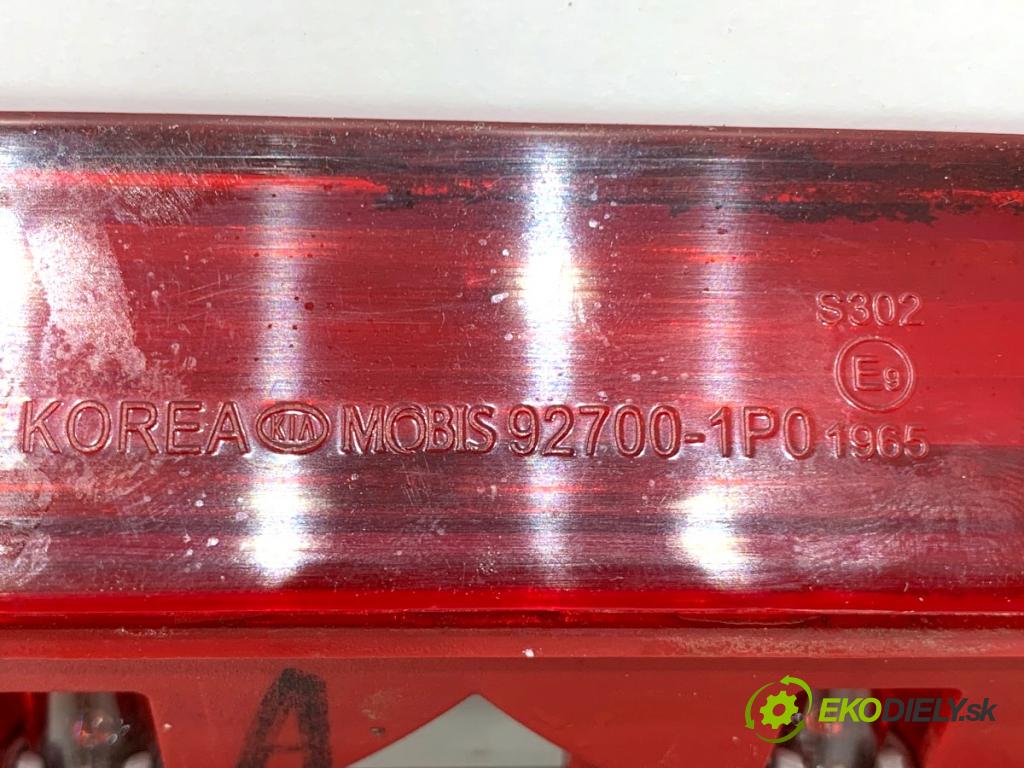 S302
E9
KOREA KIA MOBIS 92700-1P0 1965
A
EKODIELY.sk